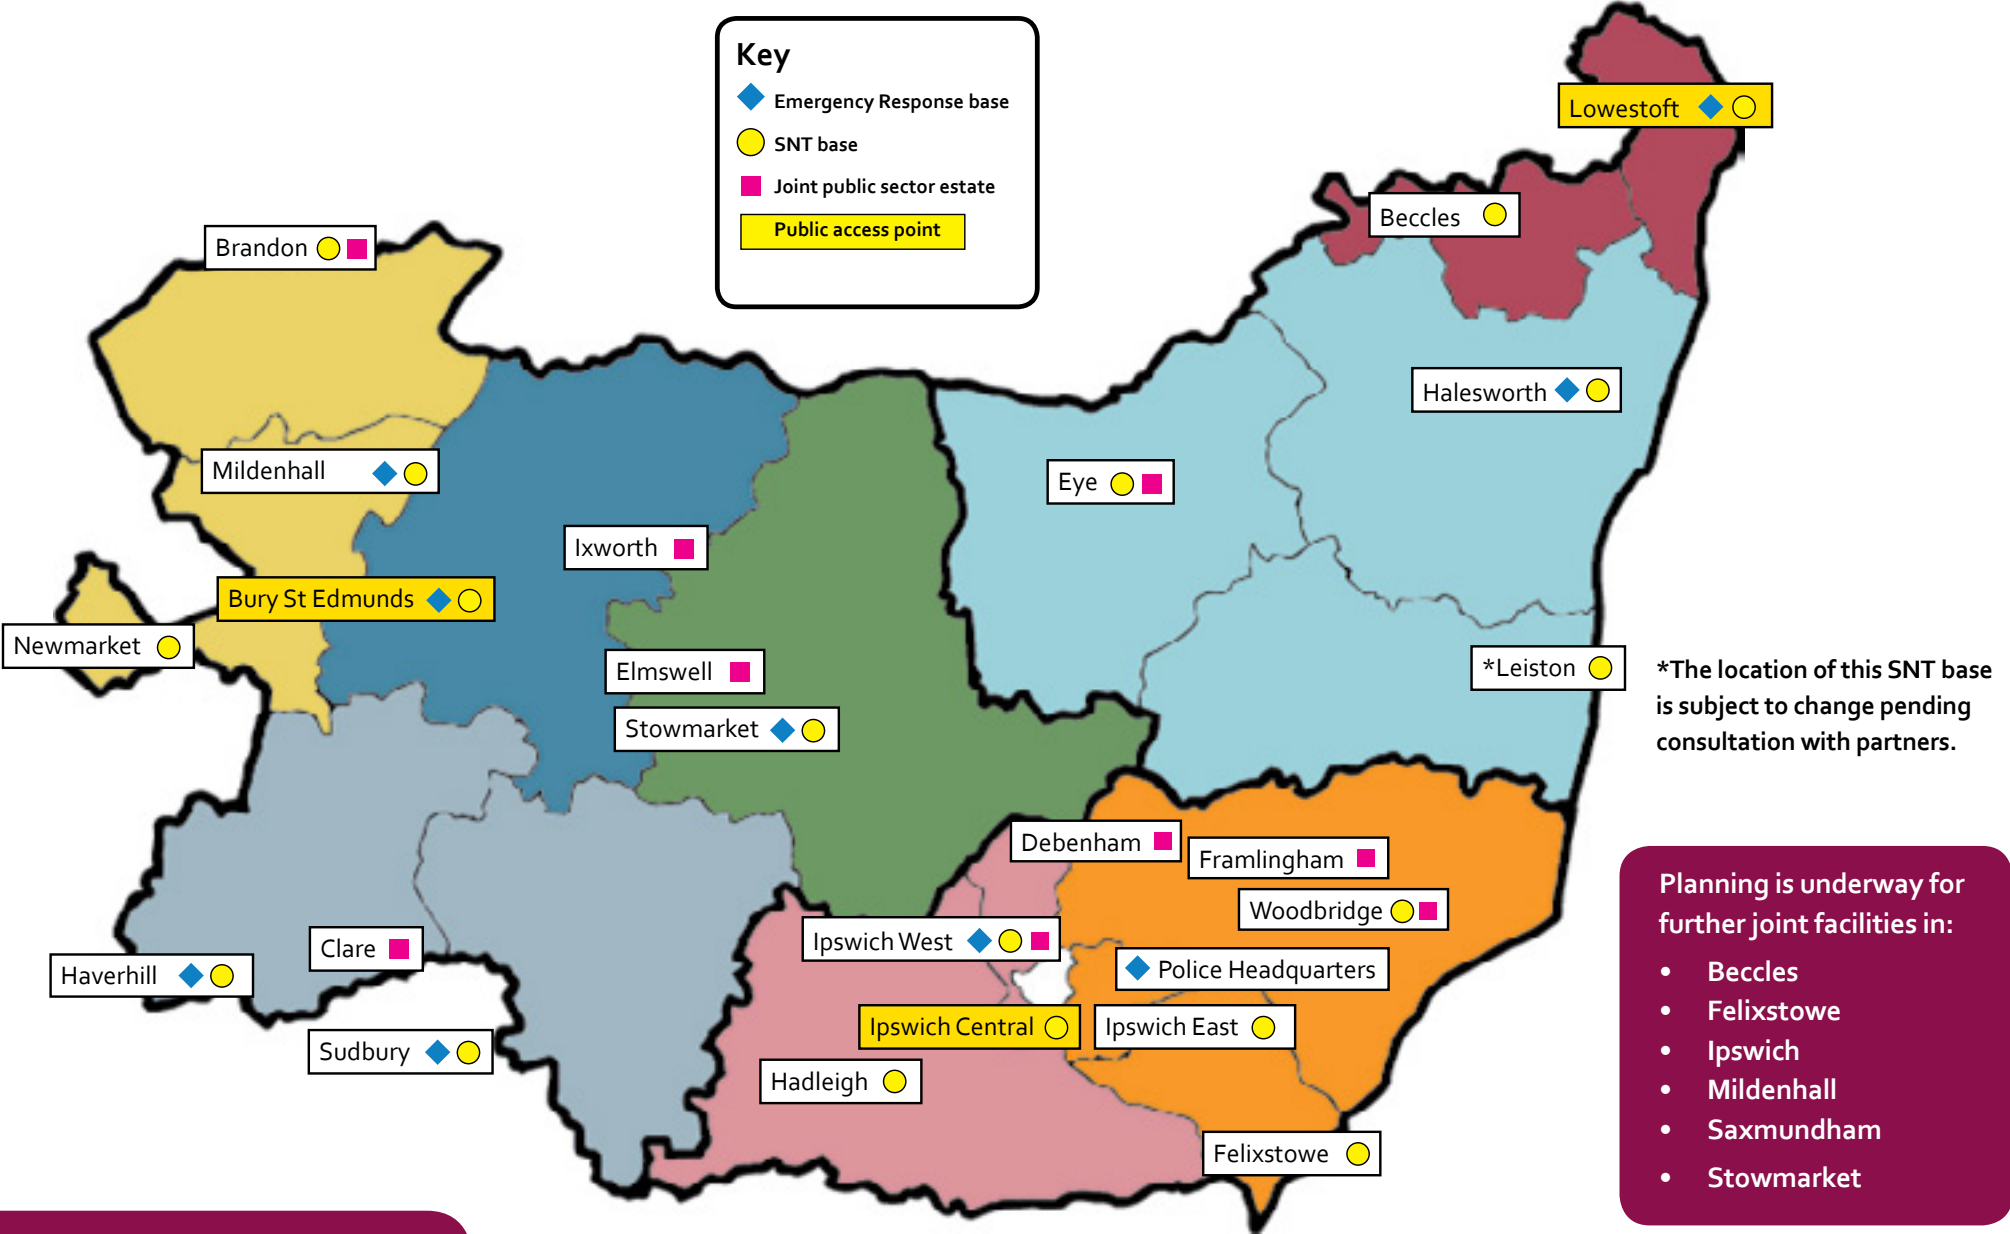 Key
Emergency Response base
SNT base
Joint public sector estate
Public access point
Lowestoft
Beccles
Brandon
Halesworth
Mildenhall
Eye
Ixworth
Bury St Edmunds
Newmarket
Elmswell
*Leiston
*The location of this SNT base
is subject to change pending
consultation with partners.
Stowmarket
Debenham
Framlingham
Woodbridge
Ipswich West
Clare
Haverhill
Police Headquarters
Ipswich Central
Ipswich East
Sudbury
Hadleigh
Felixstowe
Planning is underway for
further joint facilities in:
• Beccles
• Felixstowe
• Ipswich
• Mildenhall
• Saxmundham
• Stowmarket